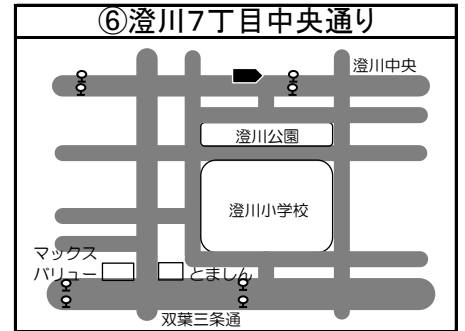 ⑥澄川7丁目中央通り
澄川中央
澄川公園
澄川小学校
マックス
バリュー
とましん
双葉三条通